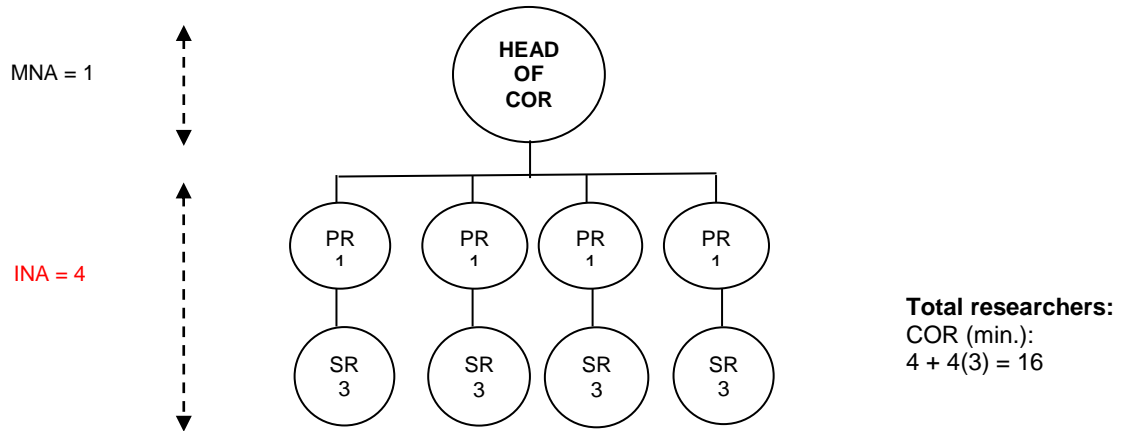 HEAD
OF
COR
MNA = 1
PR
1
PR
1
PR
1
PR
1
INA = 4
SR
3
SR
3
SR
3
SR
3
Total researchers:
COR (min.):
4 + 4(3) = 16